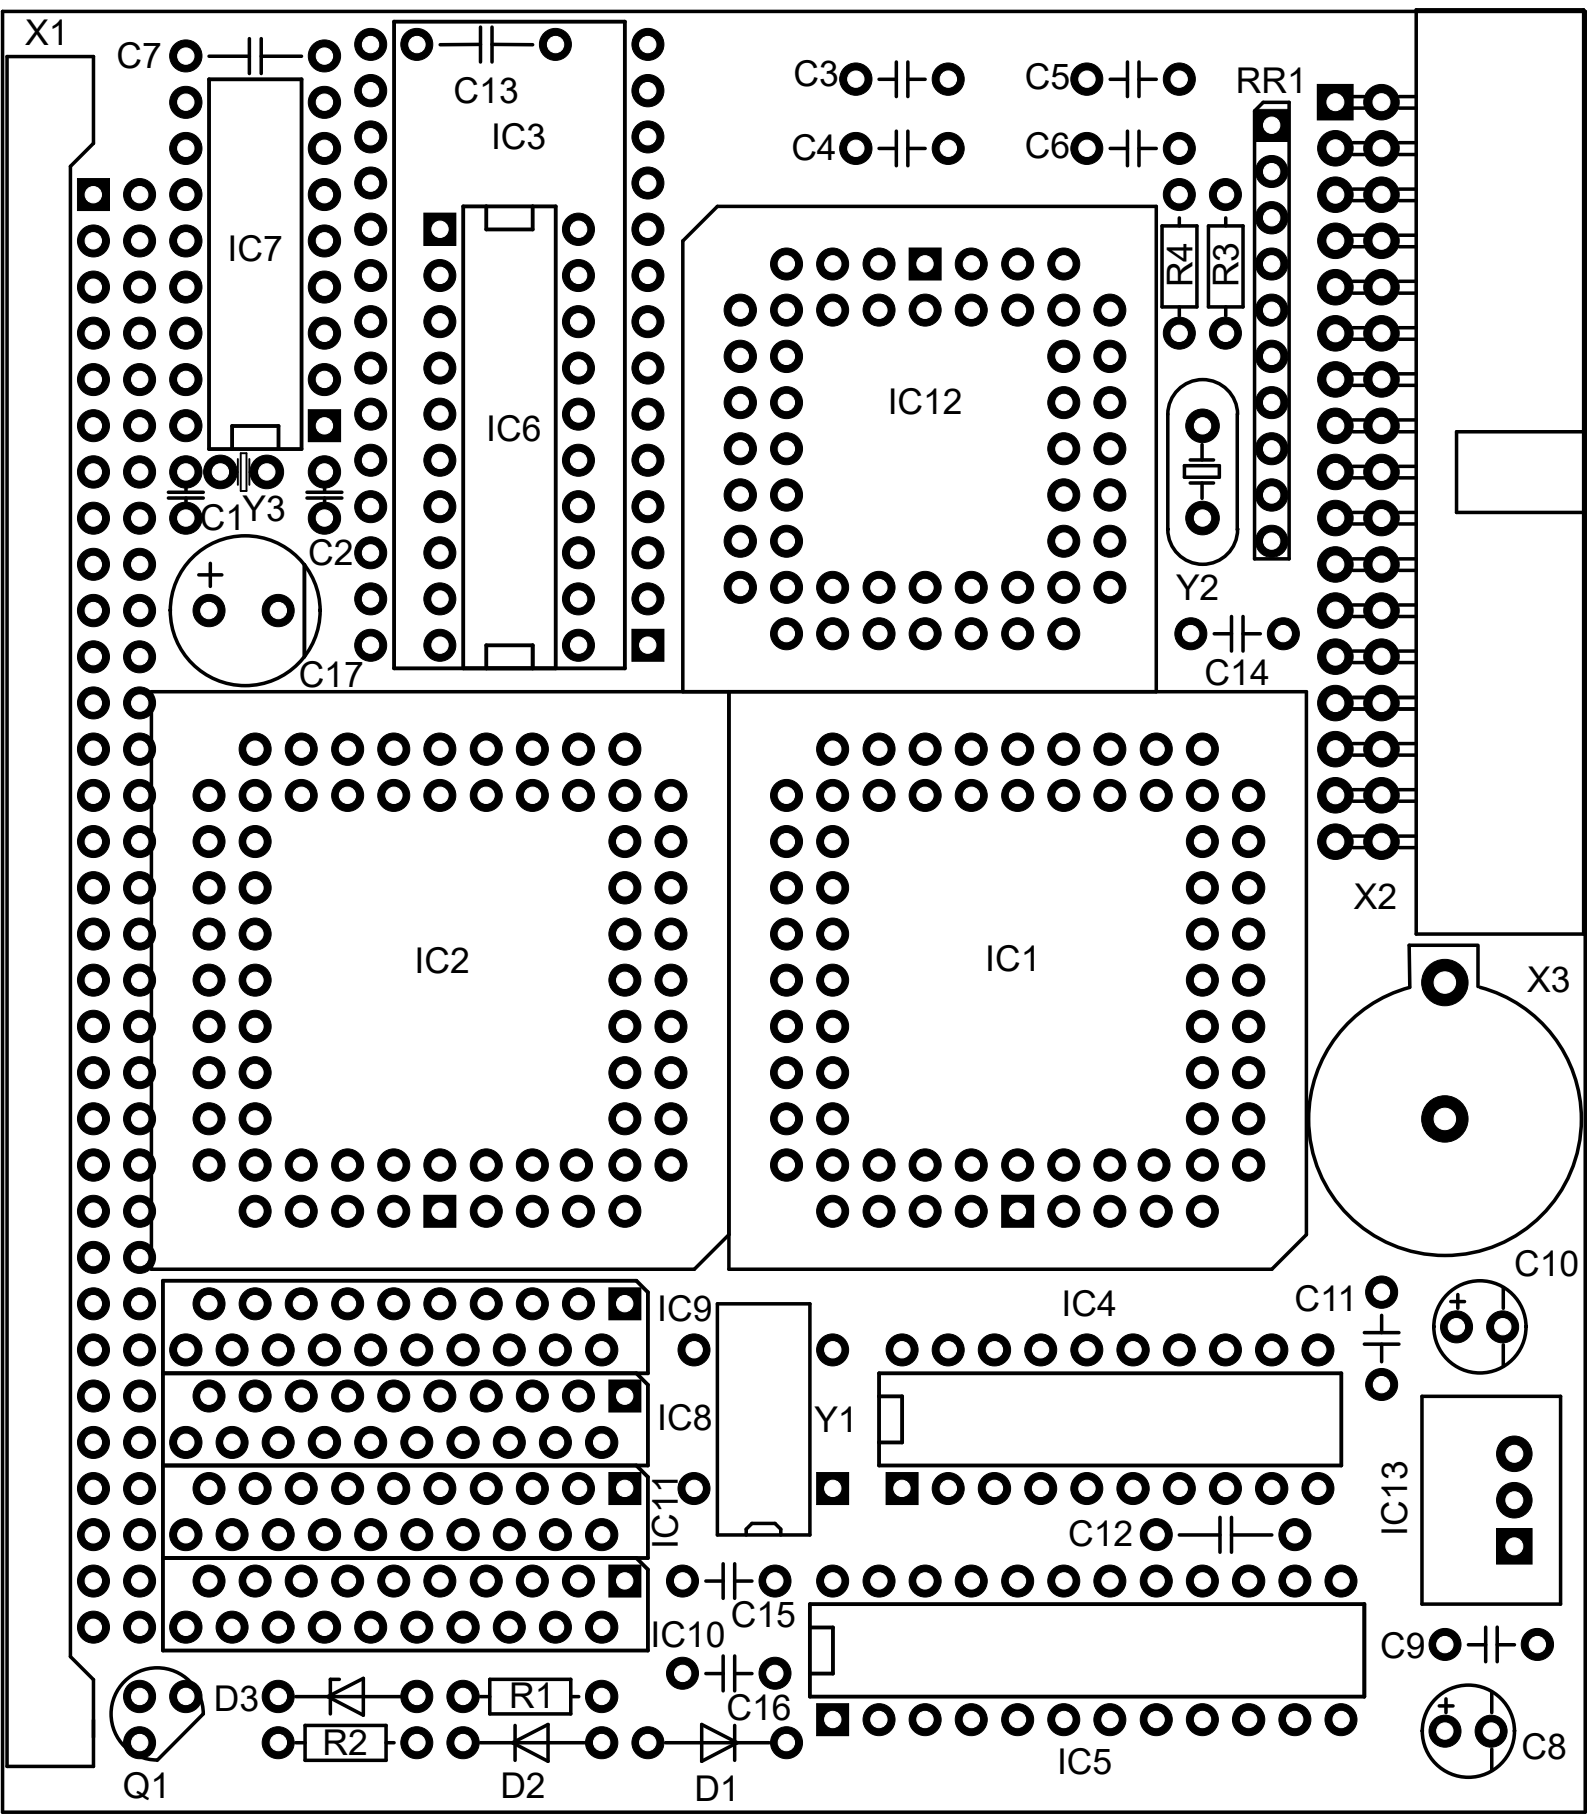 X1
C7
C13
IC3
C3
C5
RR1
C4
C6
IC7
R4
R3
IC12
IC6
C1
Y3
C2
+
Y2
C17
C14
X2
IC2
IC1
X3
C10
IC9
IC4
C11
+
IC8
Y1
IC11
IC13
C12
C15
IC10
C9
D3
R1
C16
+
R2
IC5
C8
Q1
D2
D1